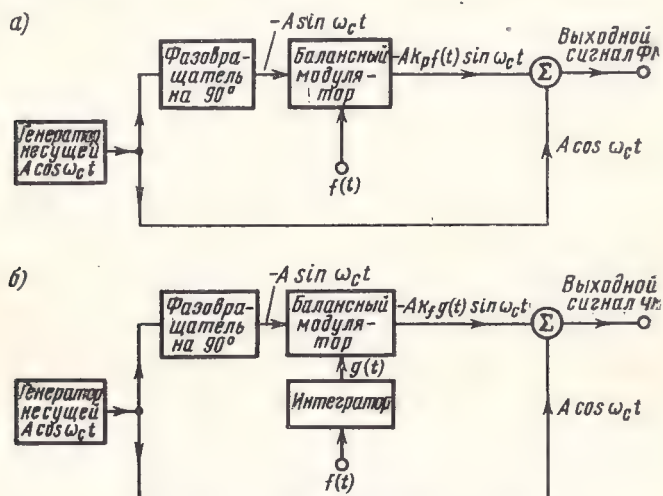 а)
-A sin ω_c t
Выходной
сигнал ФМ
Фазовра-
щатель
на 90°
Балансный
модуля-
тор
-Ak_p f(t) sin ω_c t
Σ
Генератор
несущей
A cos ω_c t
A cos ω_c t
f(t)
б)
-A sin ω_c t
Выходной
сигнал ЧМ
Фазовра-
щатель
на 90°
Балансный
модуля-
тор
-Ak_f g(t) sin ω_c t
Σ
g(t)
Генератор
несущей
A cos ω_c t
Интегратор
A cos ω_c t
f(t)